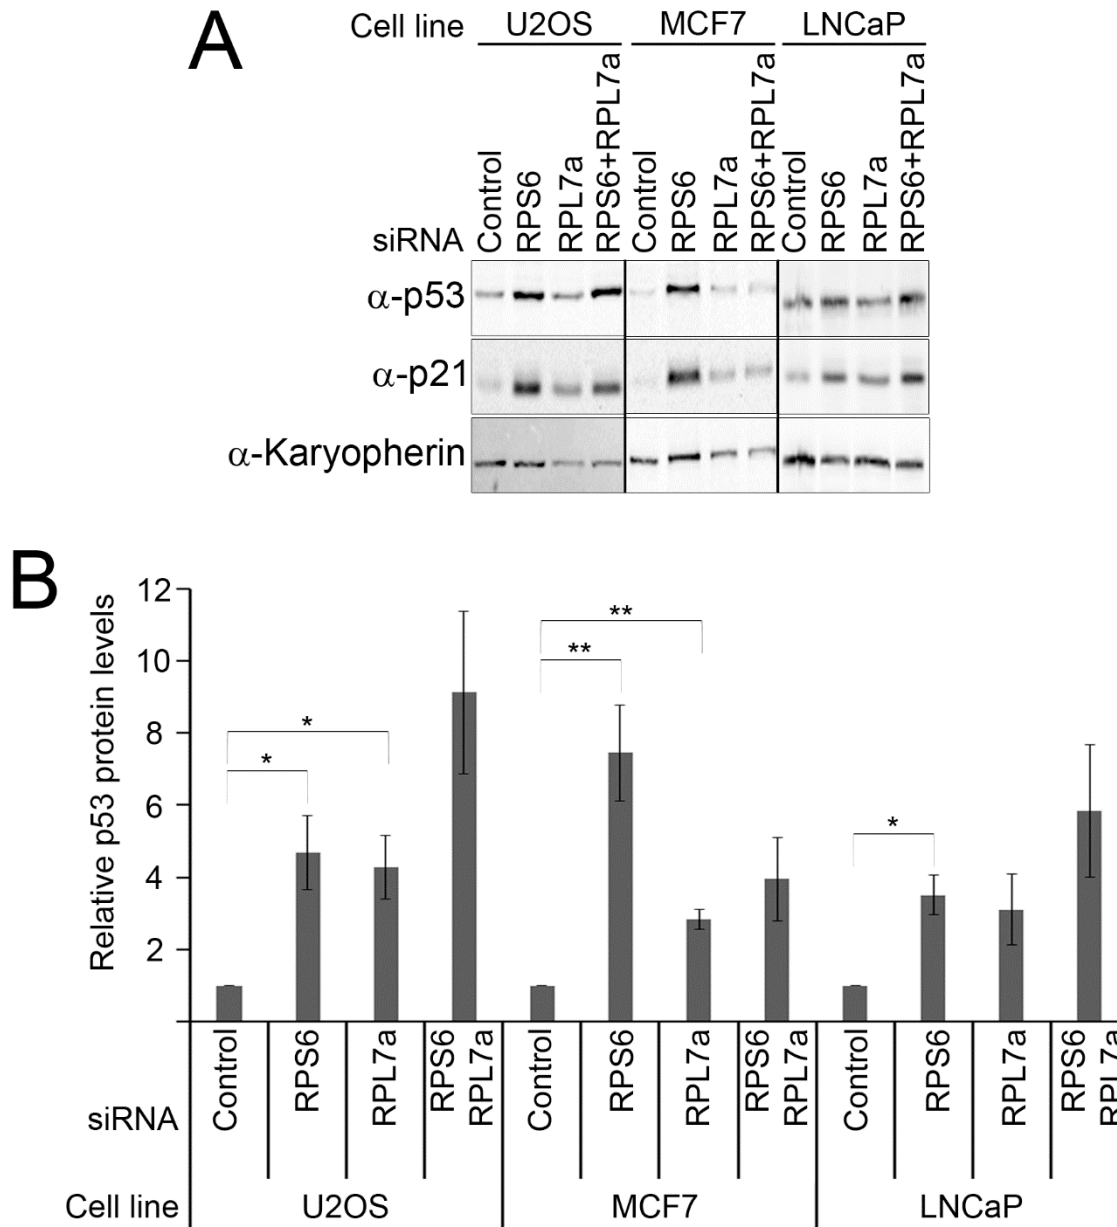 A
Cell line U2OS MCF7 LNCaP
siRNA Control RPS6 RPL7a RPS6+RPL7a Control RPS6 RPL7a RPS6+RPL7a Control RPS6 RPL7a RPS6+RPL7a
α-p53
α-p21
α-Karyopherin
B
Relative p53 protein levels
12
10
8
6
4
2
* * ** ** *
siRNA Control RPS6 RPL7a RPS6 RPL7a Control RPS6 RPL7a RPS6 RPL7a Control RPS6 RPL7a RPS6 RPL7a
Cell line U2OS MCF7 LNCaP